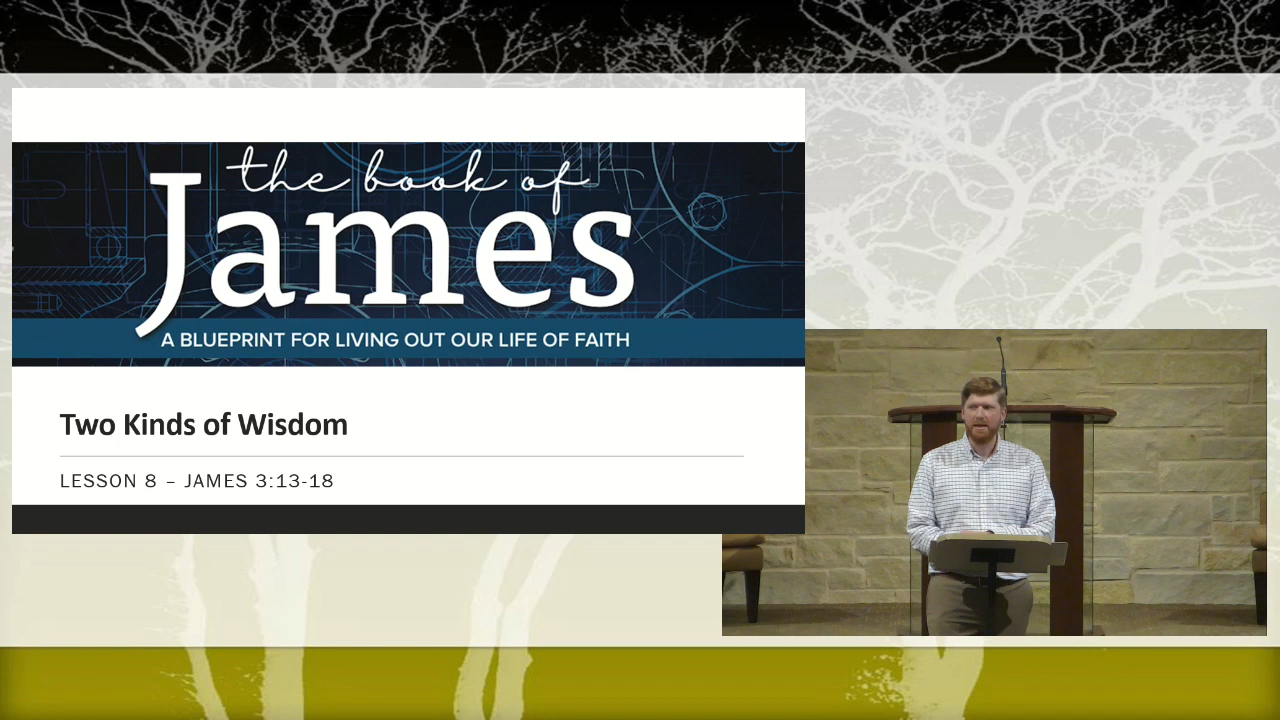 the book of
James
A BLUEPRINT FOR LIVING OUT OUR LIFE OF FAITH
Two Kinds of Wisdom
LESSON 8 – JAMES 3:13-18